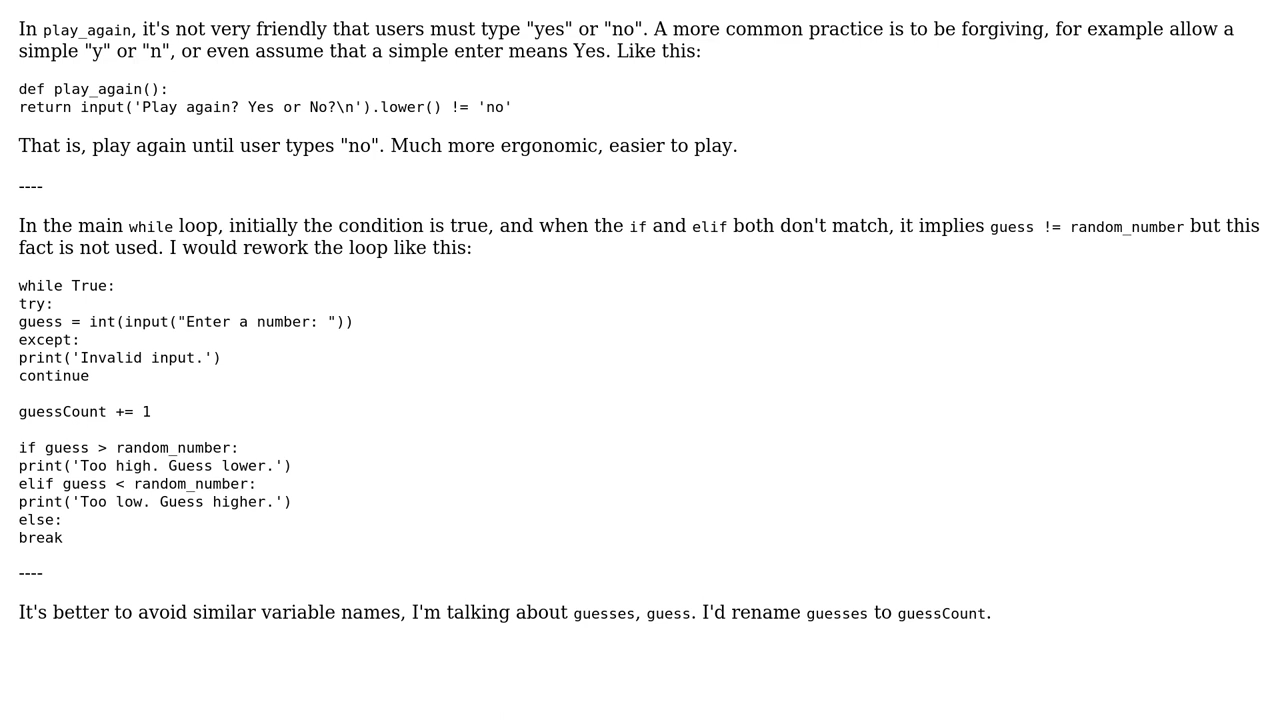 In play_again, it's not very friendly that users must type "yes" or "no". A more common practice is to be forgiving, for example allow a
simple "y" or "n", or even assume that a simple enter means Yes. Like this:
def play_again():
return input('Play again? Yes or No?\n').lower() != 'no'
That is, play again until user types "no". Much more ergonomic, easier to play.
----
In the main while loop, initially the condition is true, and when the if and elif both don't match, it implies guess != random_number but this
fact is not used. I would rework the loop like this:
while True:
try:
guess = int(input("Enter a number: "))
except:
print('Invalid input.')
continue
guessCount += 1
if guess > random_number:
print('Too high. Guess lower.')
elif guess < random_number:
print('Too low. Guess higher.')
else:
break
----
It's better to avoid similar variable names, I'm talking about guesses, guess. I'd rename guesses to guessCount.